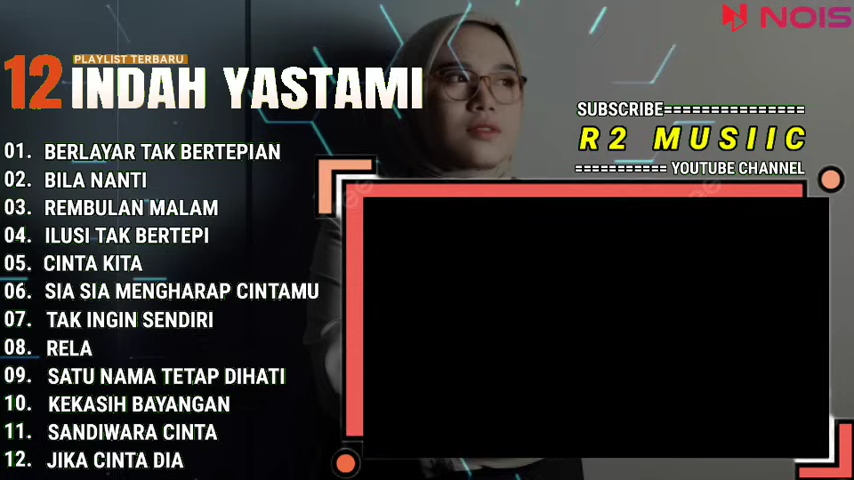 NOIS
PLAYLIST TERBARU
12 INDAH YASTAMI
SUBSCRIBE===============
R2 MUSIIC
=========== YOUTUBE CHANNEL
01. BERLAYAR TAK BERTEPIAN
02. BILA NANTI
03. REMBULAN MALAM
04. ILUSI TAK BERTEPI
05. CINTA KITA
06. SIA SIA MENGHARAP CINTAMU
07. TAK INGIN SENDIRI
08. RELA
09. SATU NAMA TETAP DIHATI
10. KEKASIH BAYANGAN
11. SANDIWARA CINTA
12. JIKA CINTA DIA